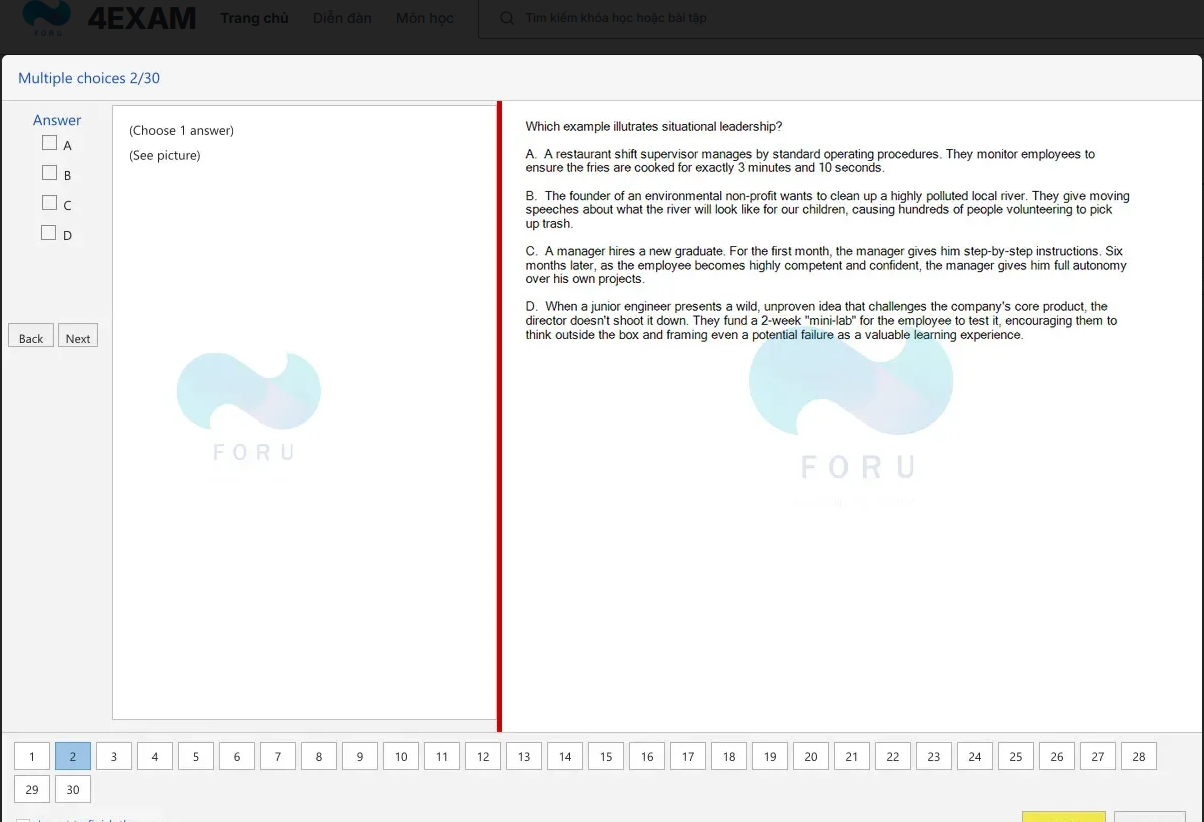 FORU
4EXAM
Trang chủ
Diễn đàn
Môn học
Tìm kiếm khóa học hoặc bài tập
Multiple choices 2/30
Answer
A
B
C
D
Back
Next
(Choose 1 answer)
(See picture)
FORU
Which example illutrates situational leadership?
A. A restaurant shift supervisor manages by standard operating procedures. They monitor employees to
ensure the fries are cooked for exactly 3 minutes and 10 seconds.
B. The founder of an environmental non-profit wants to clean up a highly polluted local river. They give moving
speeches about what the river will look like for our children, causing hundreds of people volunteering to pick
up trash.
C. A manager hires a new graduate. For the first month, the manager gives him step-by-step instructions. Six
months later, as the employee becomes highly competent and confident, the manager gives him full autonomy
over his own projects.
D. When a junior engineer presents a wild, unproven idea that challenges the company's core product, the
director doesn't shoot it down. They fund a 2-week "mini-lab" for the employee to test it, encouraging them to
think outside the box and framing even a potential failure as a valuable learning experience.
FORU
1 2 3 4 5 6 7 8 9 10 11 12 13 14 15 16 17 18 19 20 21 22 23 24 25 26 27 28
29 30